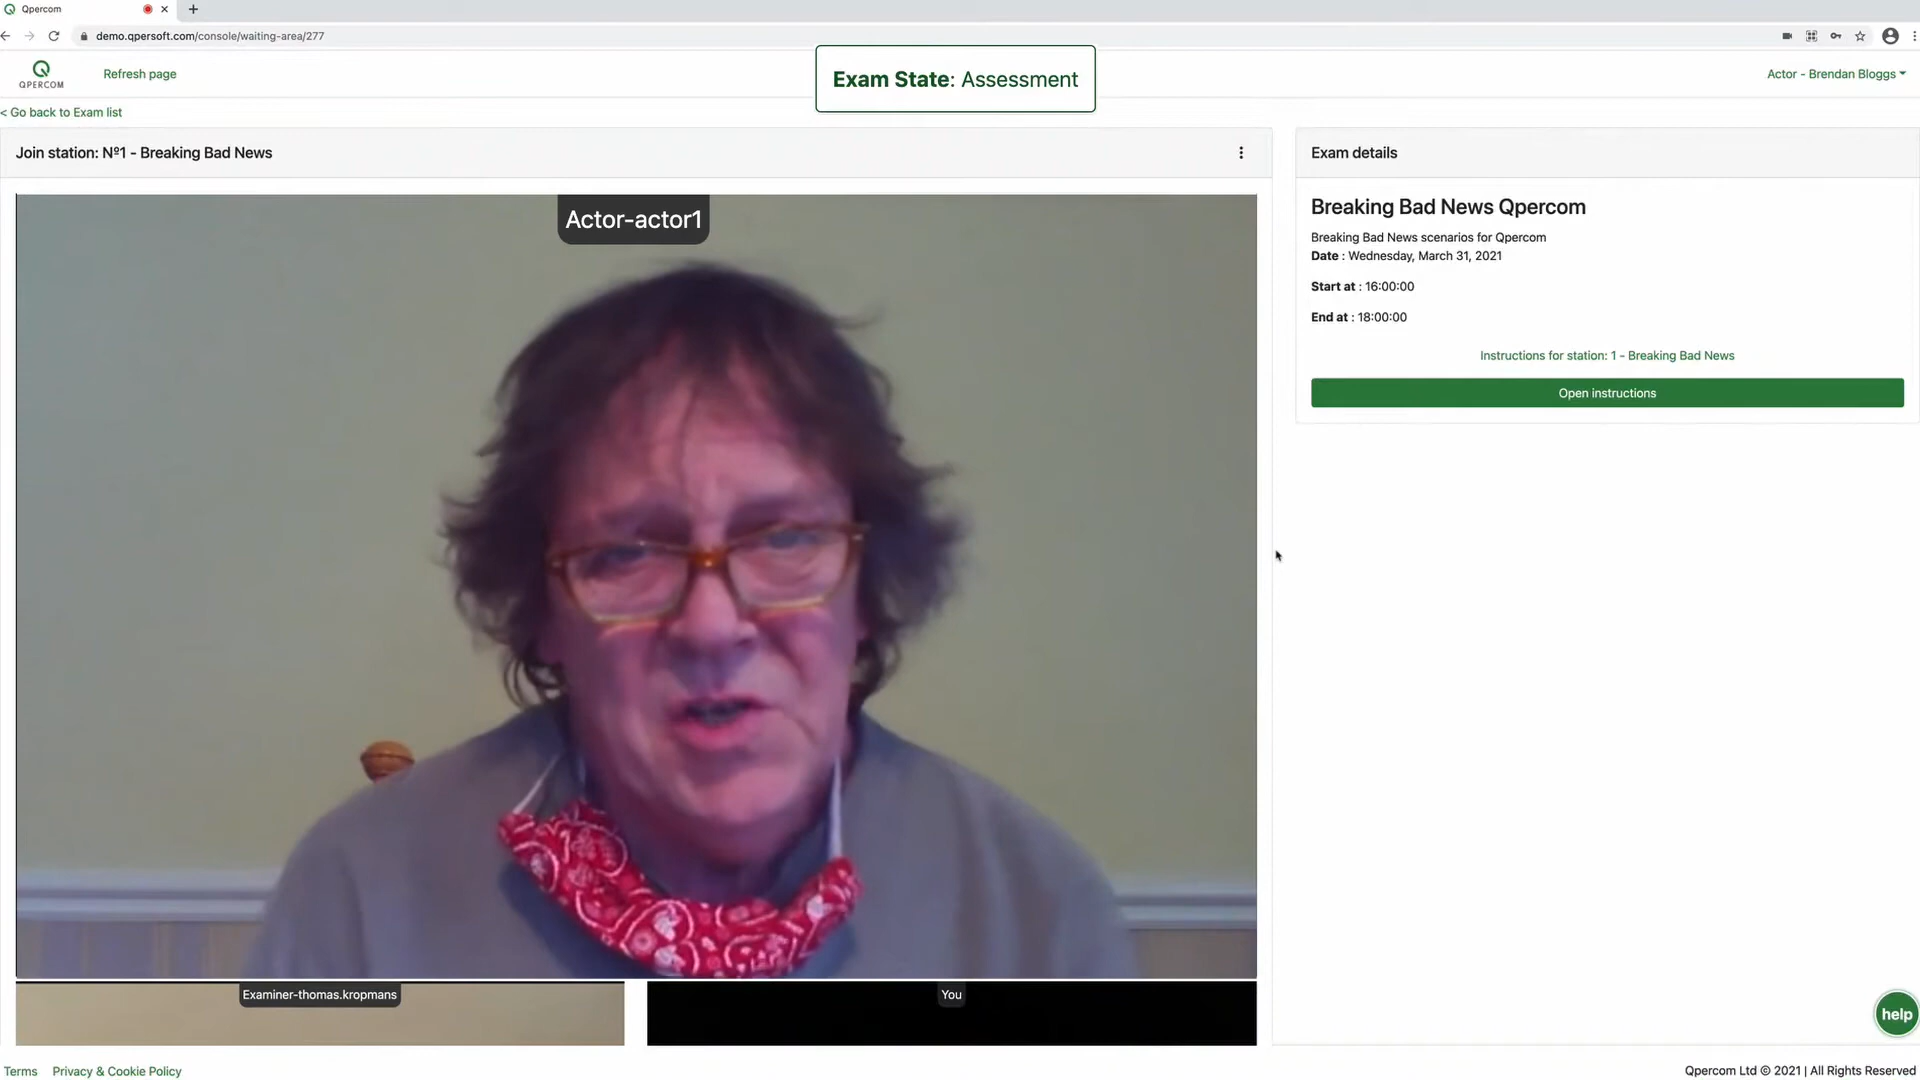 Qpercom
demo.qpersoft.com/console/waiting-area/277
QPERCOM
Refresh page
Exam State: Assessment
Actor - Brendan Bloggs
< Go back to Exam list
Join station: Nº1 - Breaking Bad News
Exam details
Actor-actor1
Breaking Bad News Qpercom
Breaking Bad News scenarios for Qpercom
Date : Wednesday, March 31, 2021
Start at : 16:00:00
End at : 18:00:00
Instructions for station: 1 - Breaking Bad News
Open instructions
Examiner-thomas.kropmans
You
help
Terms
Privacy & Cookie Policy
Qpercom Ltd © 2021 | All Rights Reserved